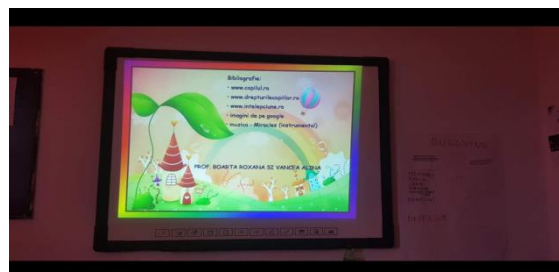 Bibliografie:
- www.copilul.ro
- www.drepturilecopiilor.ro
- www.intelepciune.ro
- imagini de pe google
- muzica - Miracles (instrumental)
PROF. BOARTA ROXANA SI VANCEA ALINA